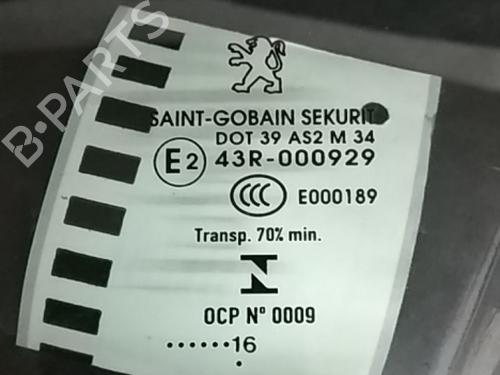 B-PARTS
SAINT-GOBAIN SEKURIT
DOT 39 AS2 M 34
E2 43R-000929
CCC E000189
Transp. 70% min.
N
OCP Nº 0009
······16
·